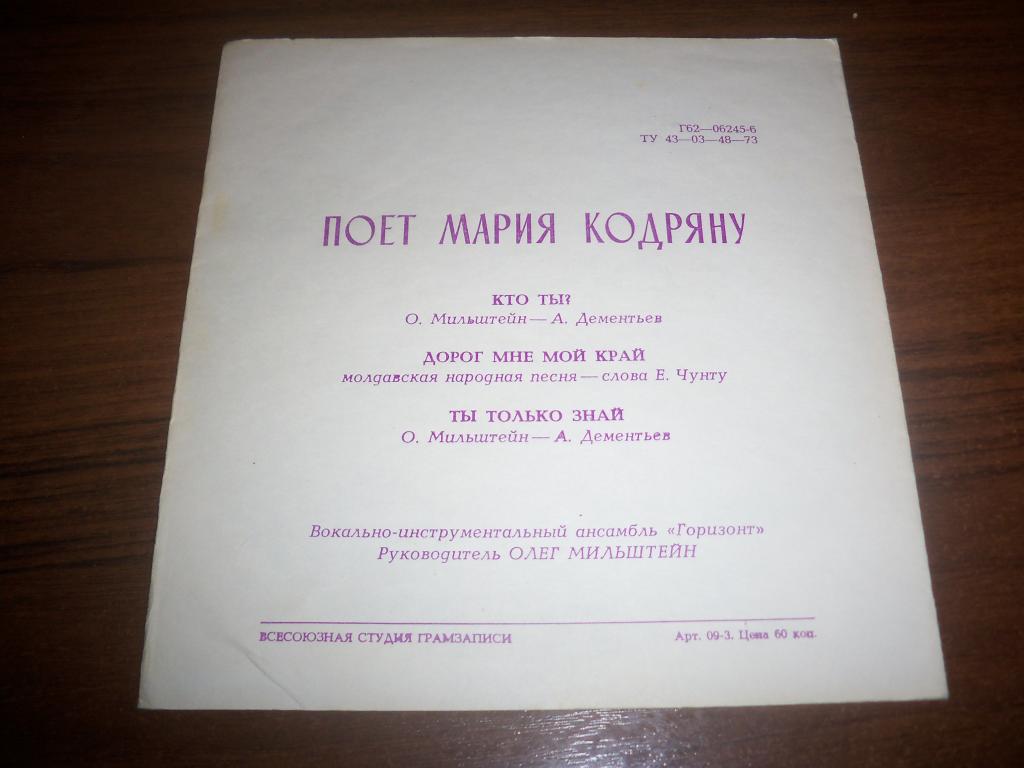 Г62—06245-6
ТУ 43—03—48—73
ПОЕТ МАРИЯ КОДРЯНУ
КТО ТЫ?
О. Мильштейн — А. Дементьев
ДОРОГ МНЕ МОЙ КРАЙ
молдавская народная песня — слова Е. Чунту
ТЫ ТОЛЬКО ЗНАЙ
О. Мильштейн — А. Дементьев
Вокально-инструментальный ансамбль «Горизонт»
Руководитель ОЛЕГ МИЛЬШТЕЙН
ВСЕСОЮЗНАЯ СТУДИЯ ГРАМЗАПИСИ
Арт. 09-3. Цена 60 коп.